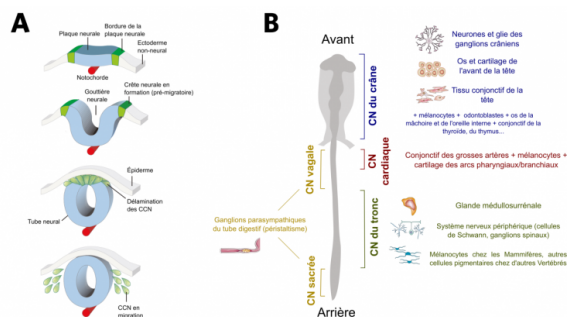 A
Bordure de la
plaque neurale
Plaque neurale
Ectoderme
non-neural
Notochorde
Gouttière
neurale
Crête neurale en
formation (pré-migratoire)
Épiderme
Délamination
des CCN
Tube neural
CCN en
migration
B
Avant
CN du crâne
Neurones et glie des
ganglions crâniens
Os et cartilage de
l'avant de la tête
Tissu conjonctif de la
tête
+ mélanocytes + odontoblastes + os de la
mâchoire et de l'oreille interne + conjonctif de la
thyroïde, du thymus...
CN vagale
CN
cardiaque
Conjonctif des grosses artères + mélanocytes +
cartilage des arcs pharyngiaux/branchiaux
Ganglions parasympathiques
du tube digestif (péristaltisme)
CN du tronc
Glande
médullosurrénale
Système nerveux périphérique (cellules
de Schwann, ganglions spinaux)
Mélanocytes chez les Mammifères, autres
cellules pigmentaires chez d'autres Vertébrés
CN sacrée
Arrière